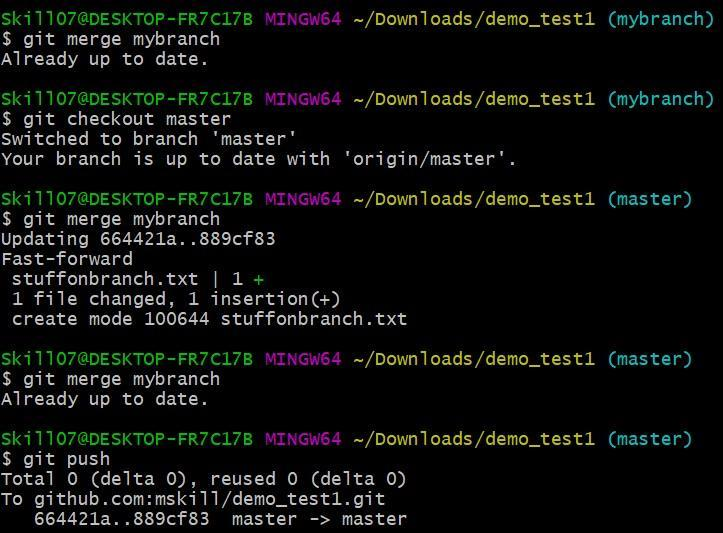 Skill07@DESKTOP-FR7C17B MINGW64 ~/Downloads/demo_test1 (mybranch)
$ git merge mybranch
Already up to date.
Skill07@DESKTOP-FR7C17B MINGW64 ~/Downloads/demo_test1 (mybranch)
$ git checkout master
Switched to branch 'master'
Your branch is up to date with 'origin/master'.
Skill07@DESKTOP-FR7C17B MINGW64 ~/Downloads/demo_test1 (master)
$ git merge mybranch
Updating 664421a..889cf83
Fast-forward
 stuffonbranch.txt | 1 +
 1 file changed, 1 insertion(+)
 create mode 100644 stuffonbranch.txt
Skill07@DESKTOP-FR7C17B MINGW64 ~/Downloads/demo_test1 (master)
$ git merge mybranch
Already up to date.
Skill07@DESKTOP-FR7C17B MINGW64 ~/Downloads/demo_test1 (master)
$ git push
Total 0 (delta 0), reused 0 (delta 0)
To github.com:mskill/demo_test1.git
   664421a..889cf83  master -> master